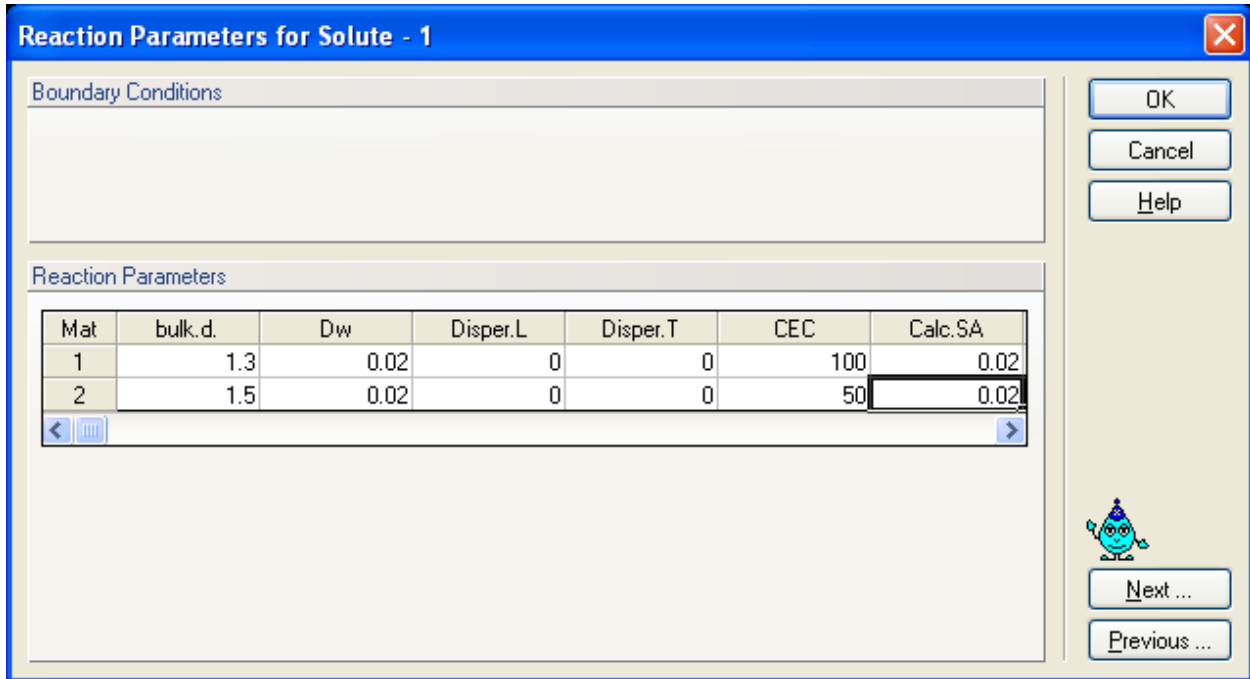 Reaction Parameters for Solute - 1
Boundary Conditions
OK
Cancel
Help
Reaction Parameters
Mat bulk.d. Dw Disper.L Disper.T CEC Calc.SA
1 1.3 0.02 0 0 100 0.02
2 1.5 0.02 0 0 50 0.02
Next ...
Previous ...